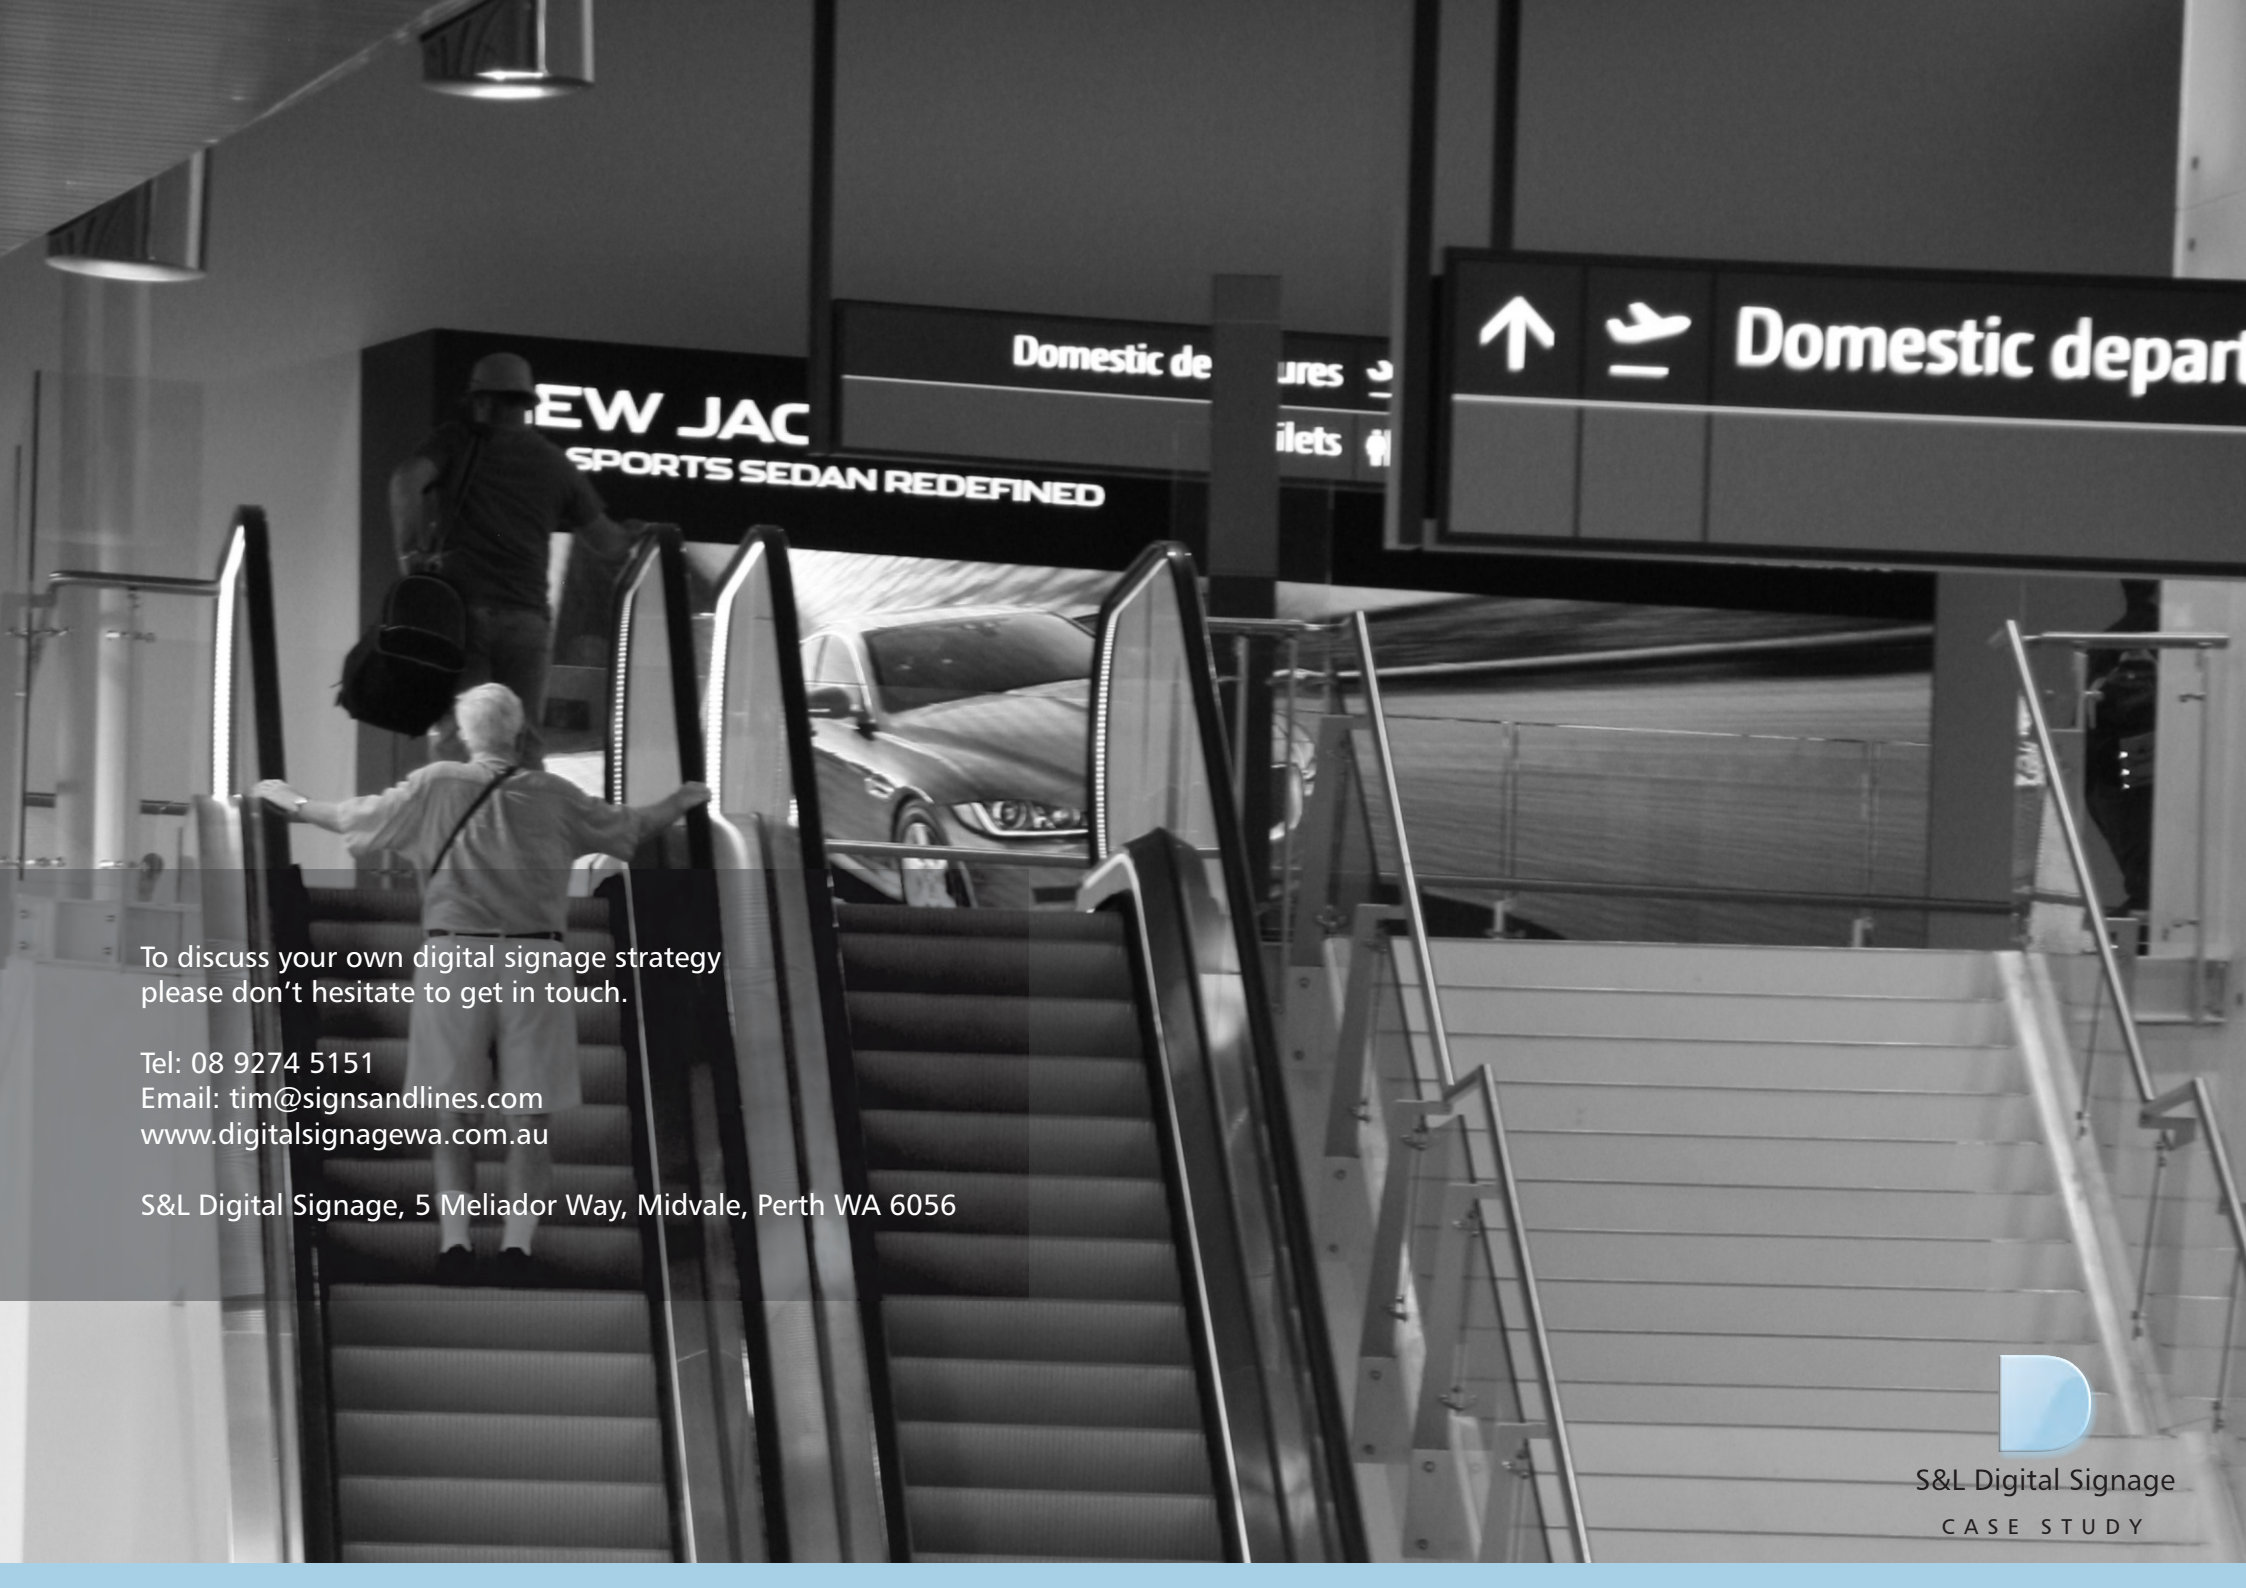 EW JAC
SPORTS SEDAN REDEFINED
Domestic de ures
ilets
Domestic depart
To discuss your own digital signage strategy
please don’t hesitate to get in touch.
Tel: 08 9274 5151
Email: tim@signsandlines.com
www.digitalsignagewa.com.au
S&L Digital Signage, 5 Meliador Way, Midvale, Perth WA 6056
S&L Digital Signage
CASE STUDY